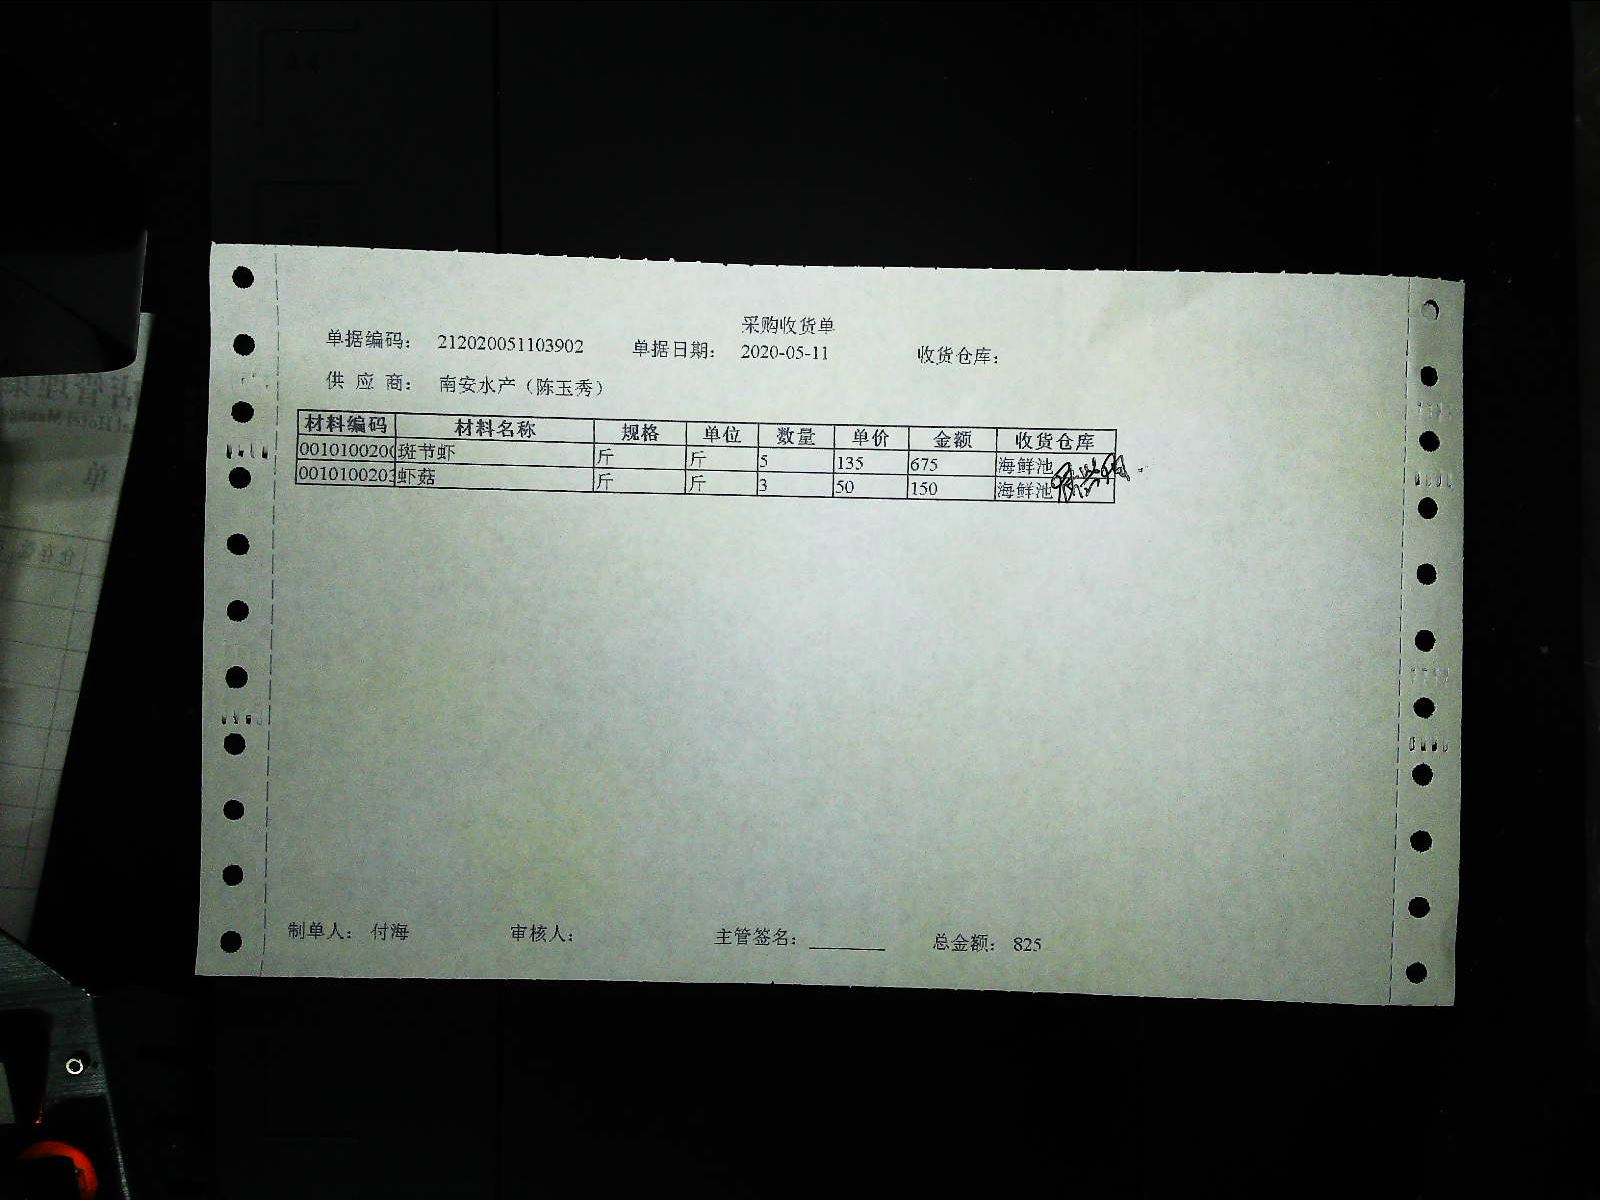 采购收货单
单据编码： 212020051103902 单据日期： 2020-05-11 收货仓库：
供 应 商： 南安水产（陈玉秀）
材料编码 材料名称 规格 单位 数量 单价 金额 收货仓库
0010100200 斑节虾 斤 斤 5 135 675 海鲜池
0010100203 虾菇 斤 斤 3 50 150 海鲜池
制单人： 付海 审核人： 主管签名： 总金额： 825